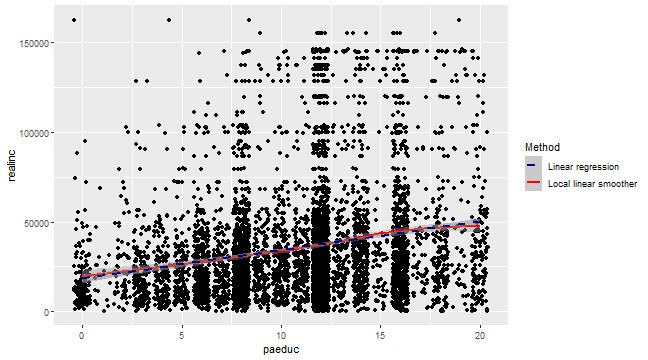 150000
100000
50000
0
realinc
0
5
10
15
20
paeduc
Method
Linear regression
Local linear smoother